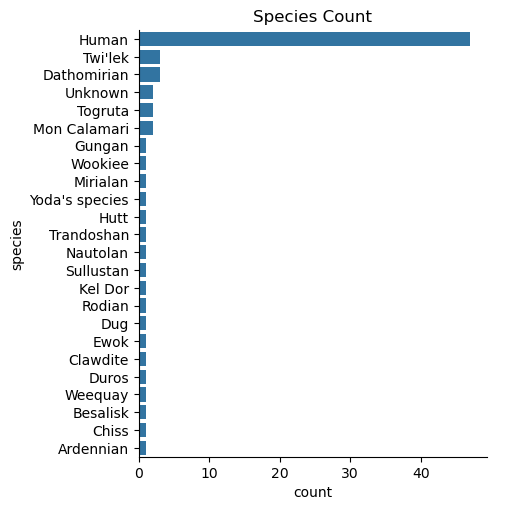 Species Count
Human
Twi'lek
Dathomirian
Unknown
Togruta
Mon Calamari
Gungan
Wookiee
Mirialan
Yoda's species
Hutt
Trandoshan
Nautolan
Sullustan
Kel Dor
Rodian
Dug
Ewok
Clawdite
Duros
Weequay
Besalisk
Chiss
Ardennian
species
0 10 20 30 40
count